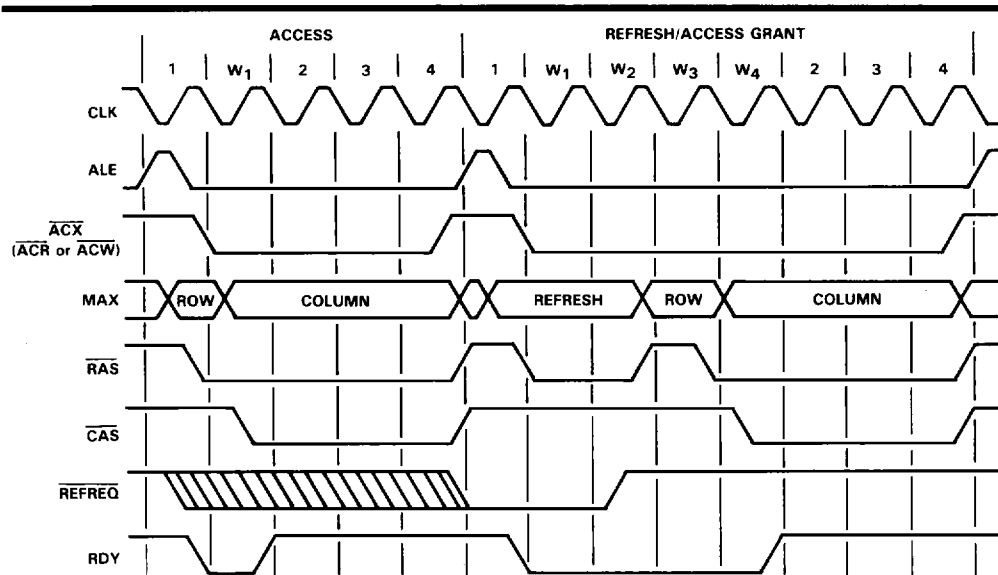 ACCESS REFRESH/ACCESS GRANT
1 W1 2 3 4 1 W1 W2 W3 W4 2 3 4
CLK
ALE
ACX
(ACR or ACW)
MAX ROW COLUMN REFRESH ROW COLUMN
RAS
CAS
REFREQ
RDY